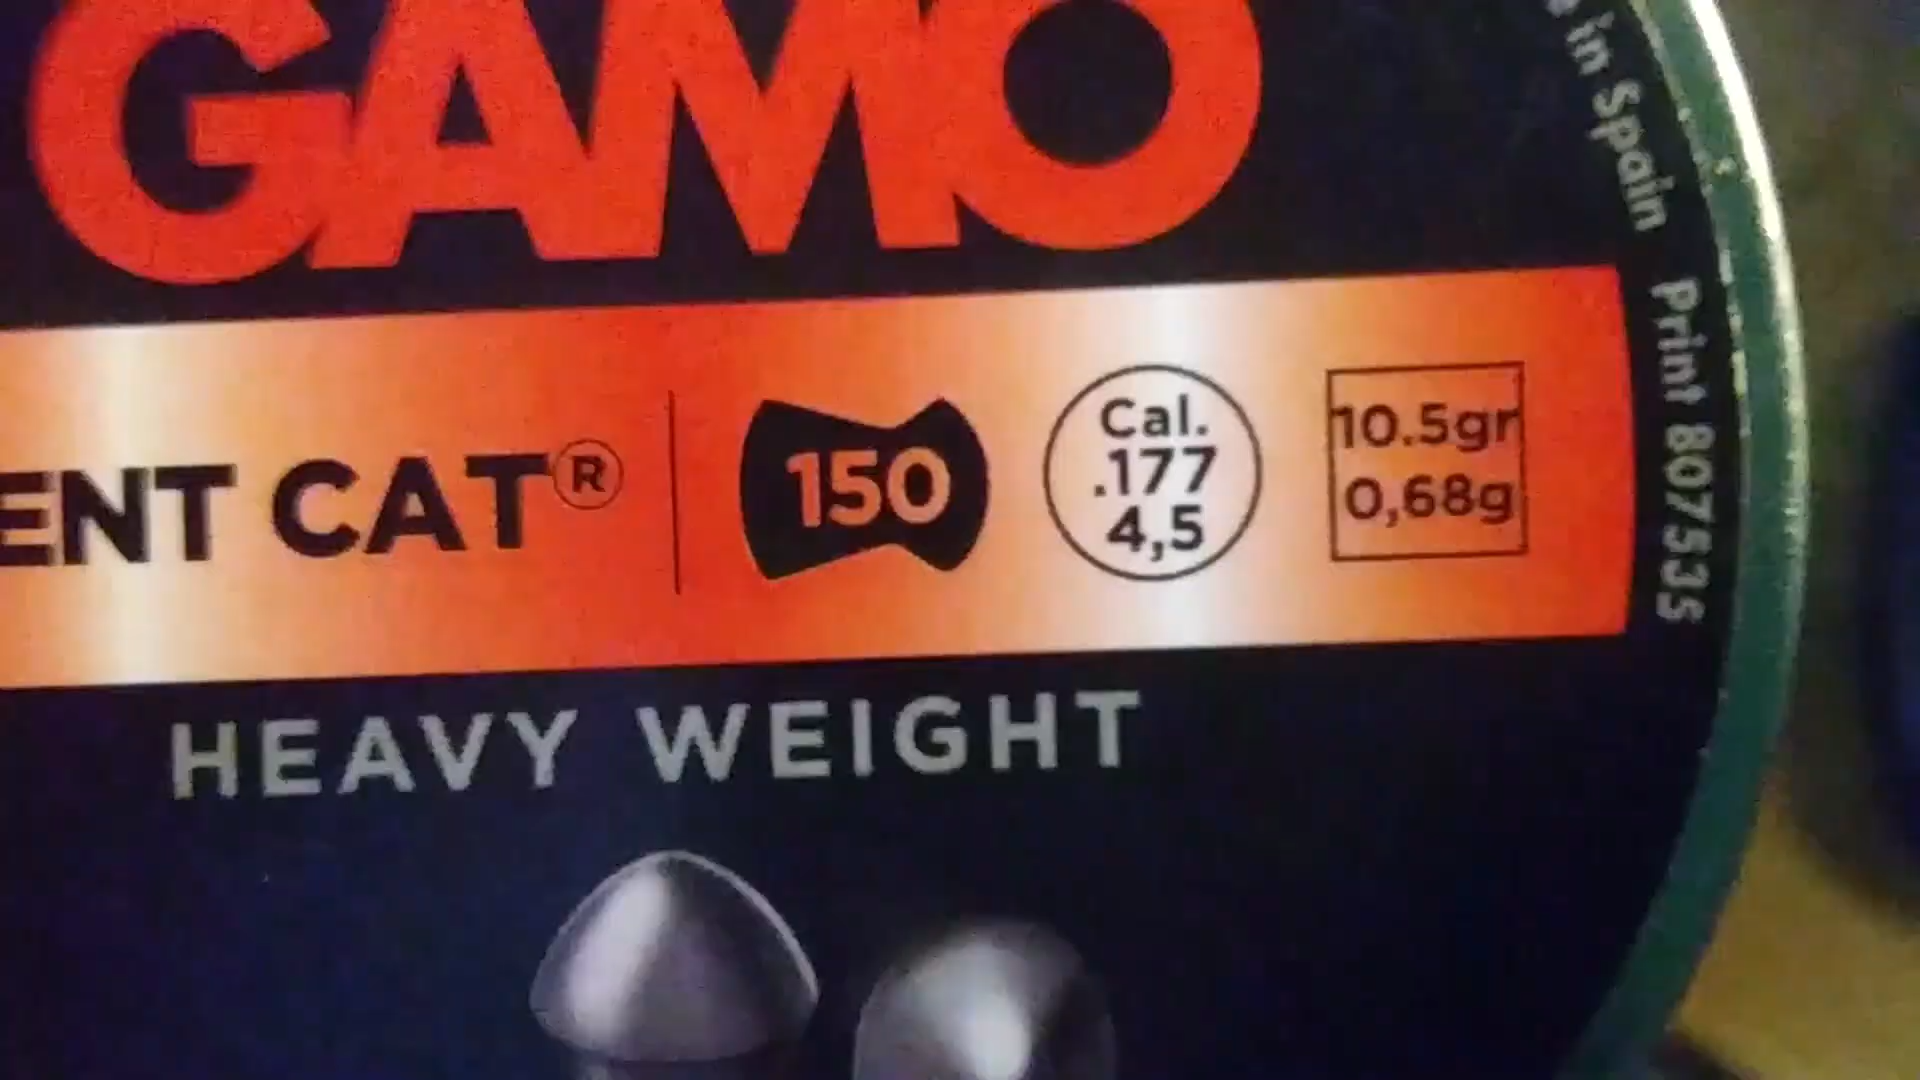 GAMO
ENT CAT®
150
Cal.
.177
4,5
10.5gr
0,68g
HEAVY WEIGHT
in Spain Print 807535